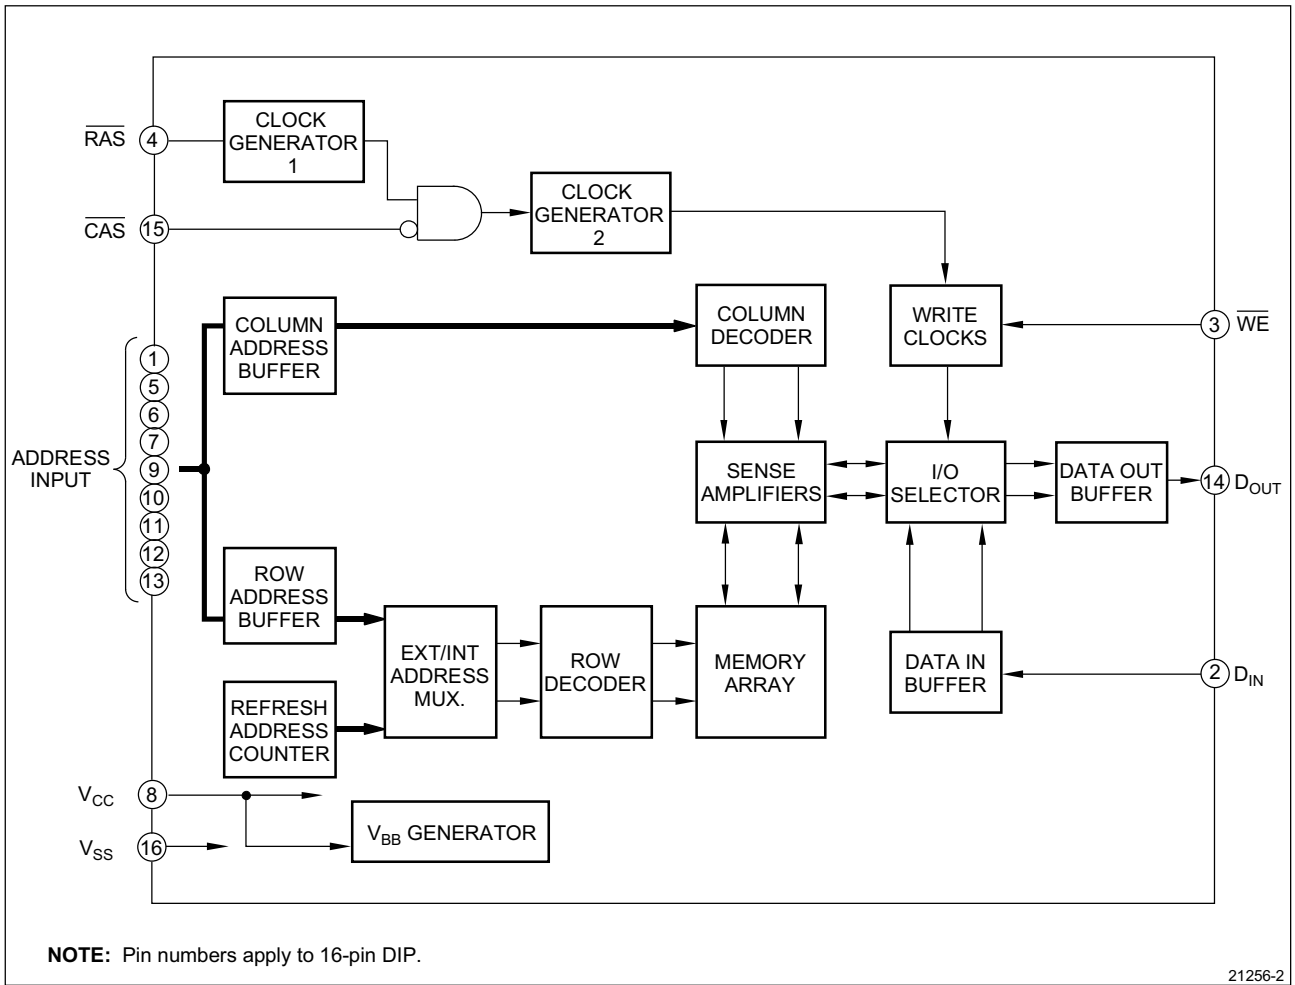 RAS
4
CLOCK
GENERATOR
1
CAS
15
CLOCK
GENERATOR
2
COLUMN
ADDRESS
BUFFER
COLUMN
DECODER
WRITE
CLOCKS
3
WE
ADDRESS
INPUT
1
5
6
7
9
10
11
12
13
SENSE
AMPLIFIERS
I/O
SELECTOR
DATA OUT
BUFFER
14
DOUT
ROW
ADDRESS
BUFFER
EXT/INT
ADDRESS
MUX.
ROW
DECODER
MEMORY
ARRAY
DATA IN
BUFFER
2
DIN
REFRESH
ADDRESS
COUNTER
VCC
8
VSS
16
VBB GENERATOR
NOTE: Pin numbers apply to 16-pin DIP.
21256-2